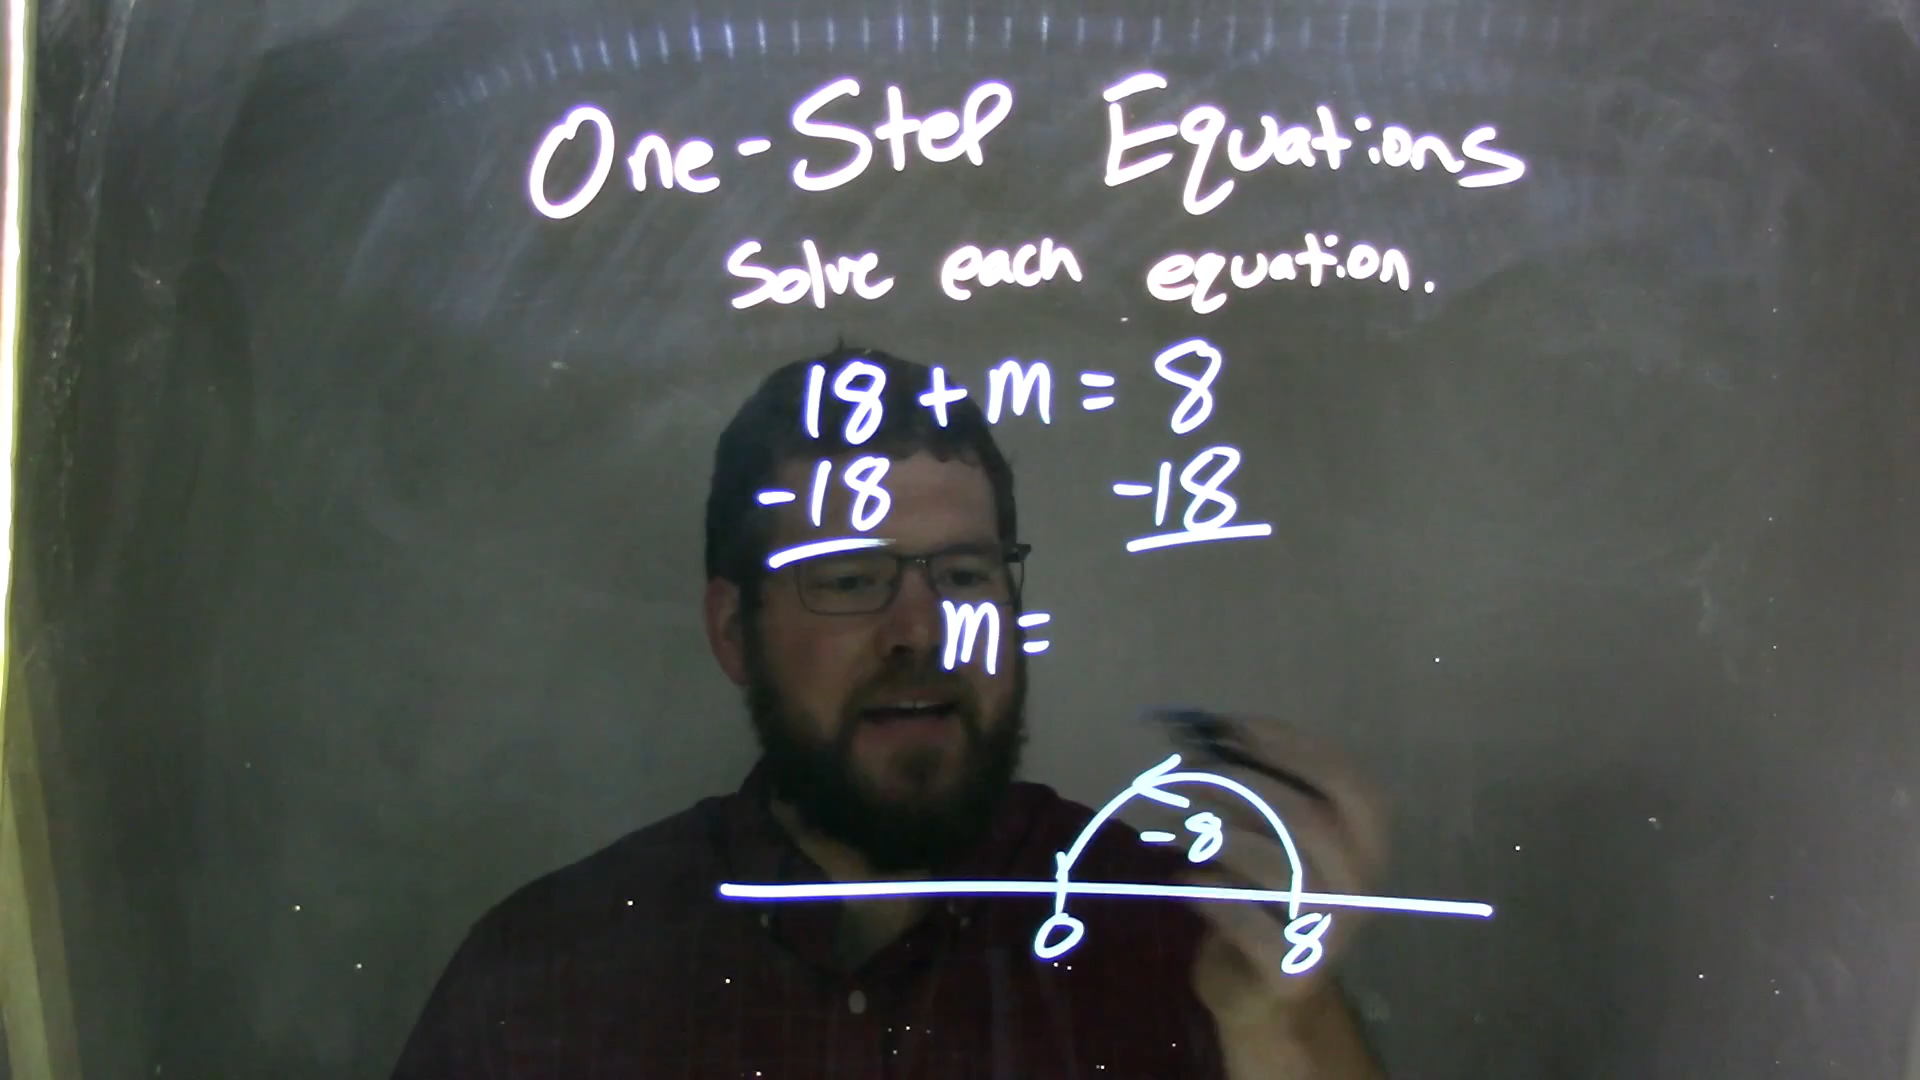 One-Step Equations
Solve each equation.
18 + m = 8
-18 -18
m =
-8
0 8